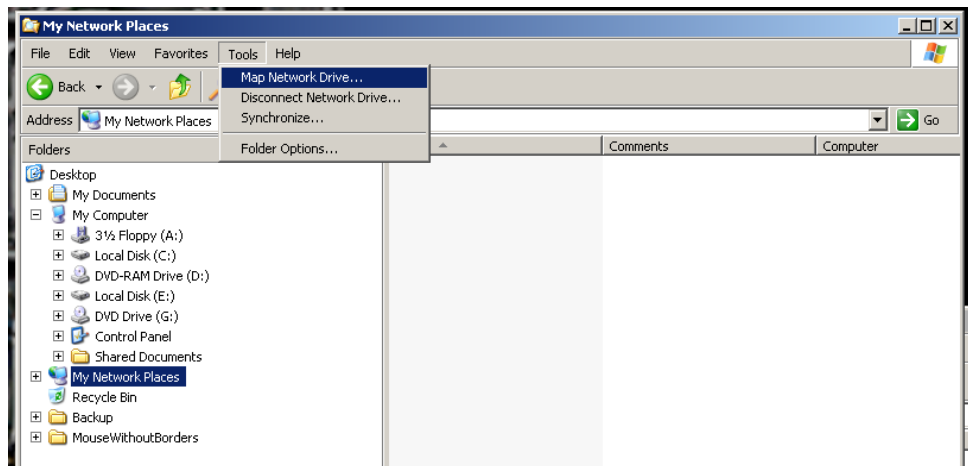 My Network Places
File Edit View Favorites Tools Help
Map Network Drive...
Disconnect Network Drive...
Synchronize...
Folder Options...
Back
Address My Network Places Go
Folders Comments Computer
Desktop
My Documents
My Computer
3½ Floppy (A:)
Local Disk (C:)
DVD-RAM Drive (D:)
Local Disk (E:)
DVD Drive (G:)
Control Panel
Shared Documents
My Network Places
Recycle Bin
Backup
MouseWithoutBorders